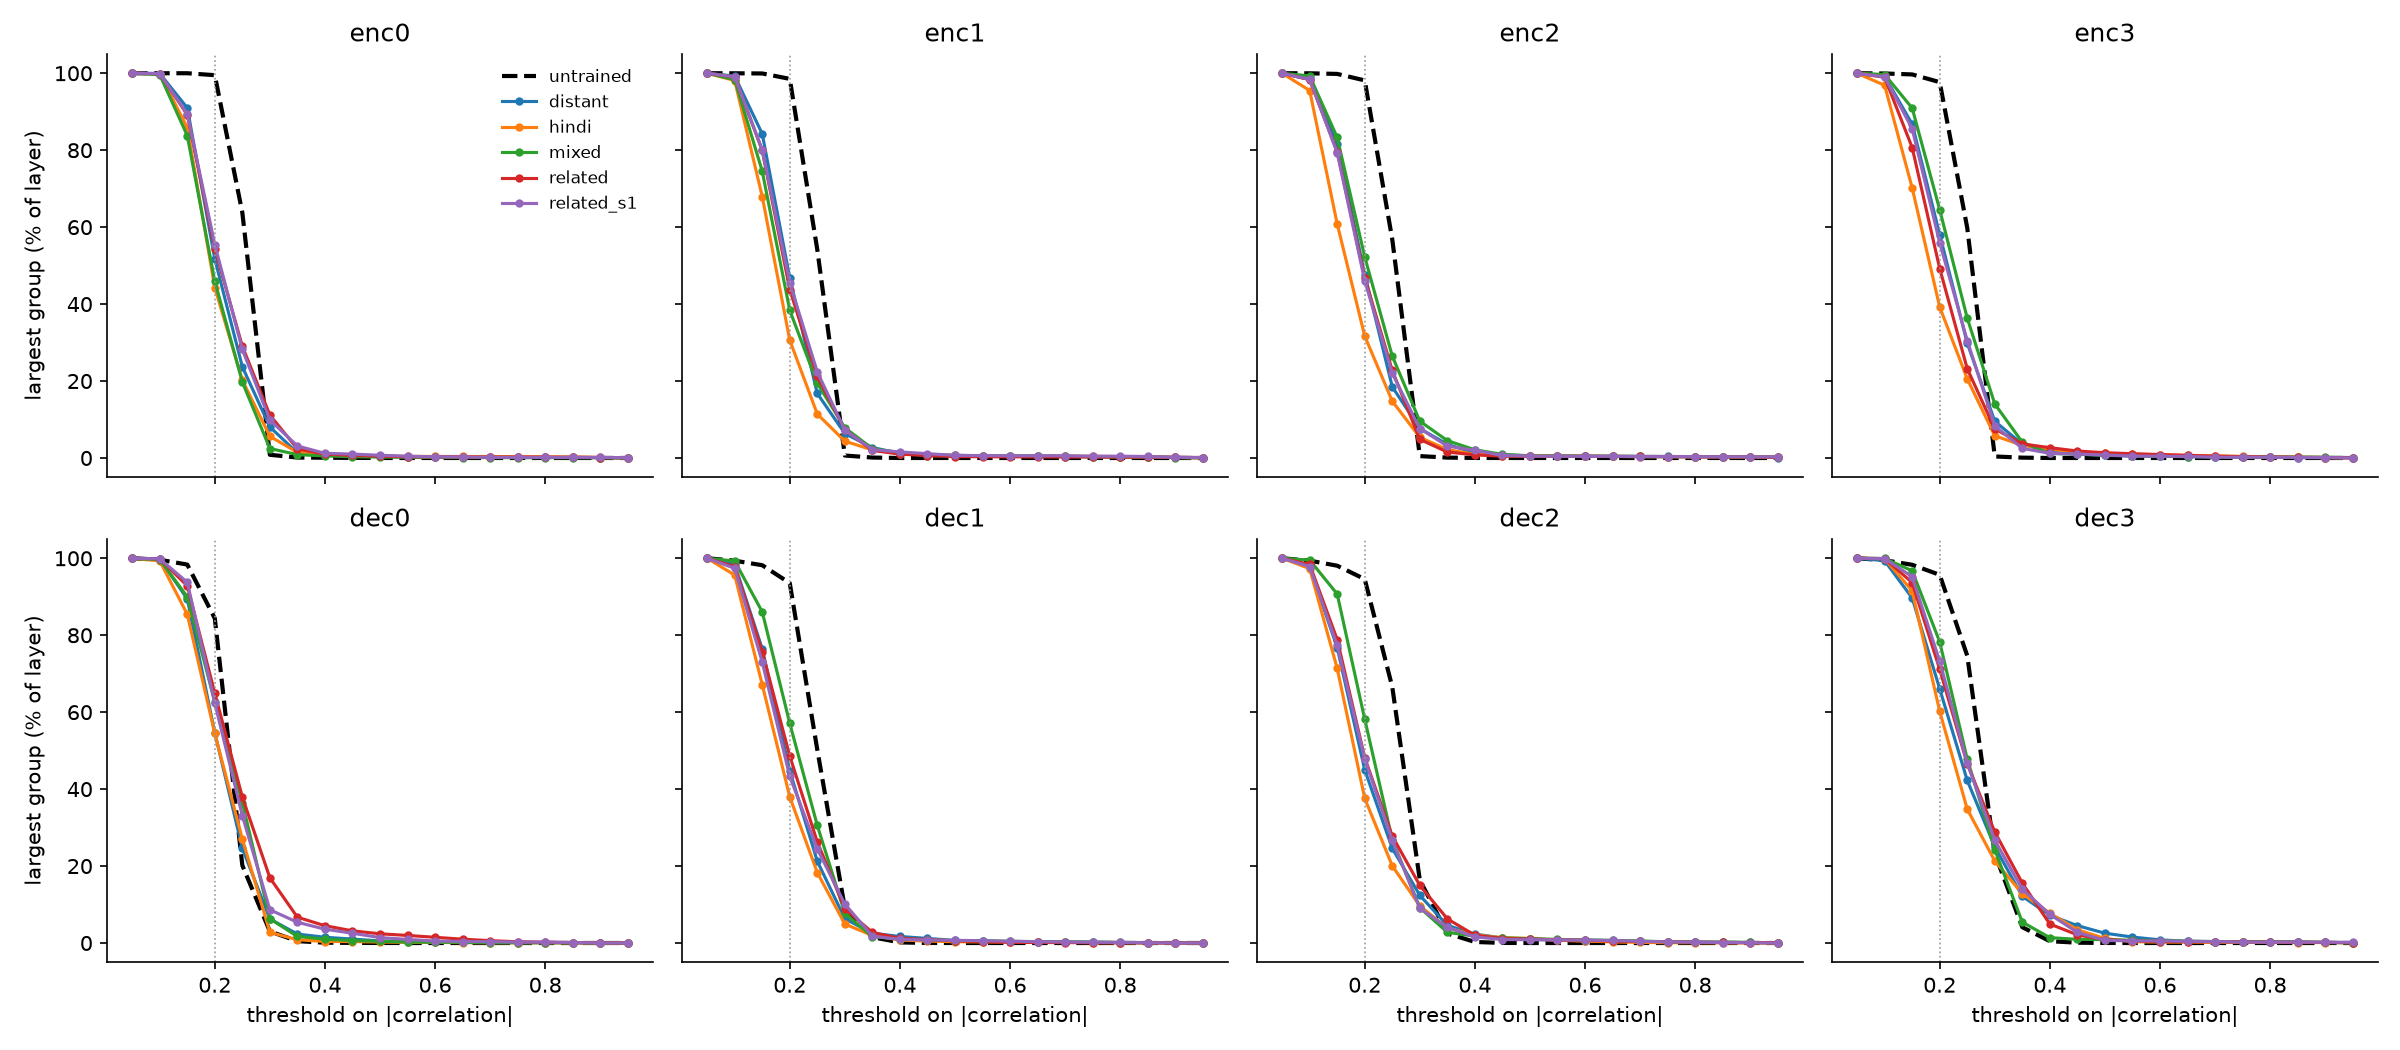 enc0
enc1
enc2
enc3
100
80
60
40
20
0
largest group (% of layer)
untrained
distant
hindi
mixed
related
related_s1
dec0
dec1
dec2
dec3
100
80
60
40
20
0
largest group (% of layer)
0.2 0.4 0.6 0.8
0.2 0.4 0.6 0.8
0.2 0.4 0.6 0.8
0.2 0.4 0.6 0.8
threshold on |correlation|
threshold on |correlation|
threshold on |correlation|
threshold on |correlation|